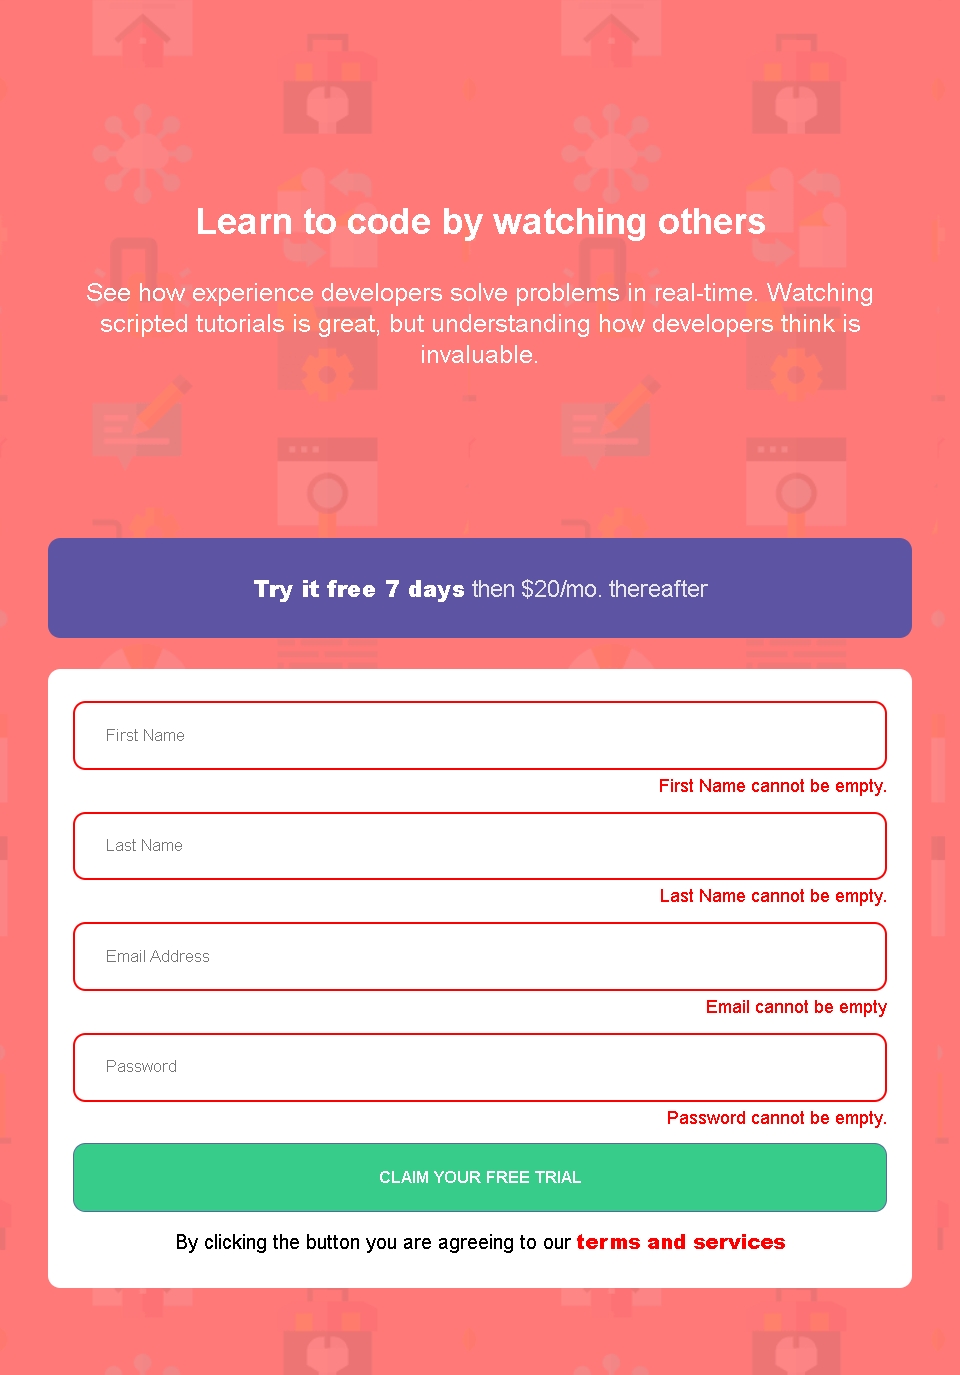 Learn to code by watching others
See how experience developers solve problems in real-time. Watching
scripted tutorials is great, but understanding how developers think is
invaluable.
Try it free 7 days then $20/mo. thereafter
First Name
First Name cannot be empty.
Last Name
Last Name cannot be empty.
Email Address
Email cannot be empty
Password
Password cannot be empty.
CLAIM YOUR FREE TRIAL
By clicking the button you are agreeing to our terms and services